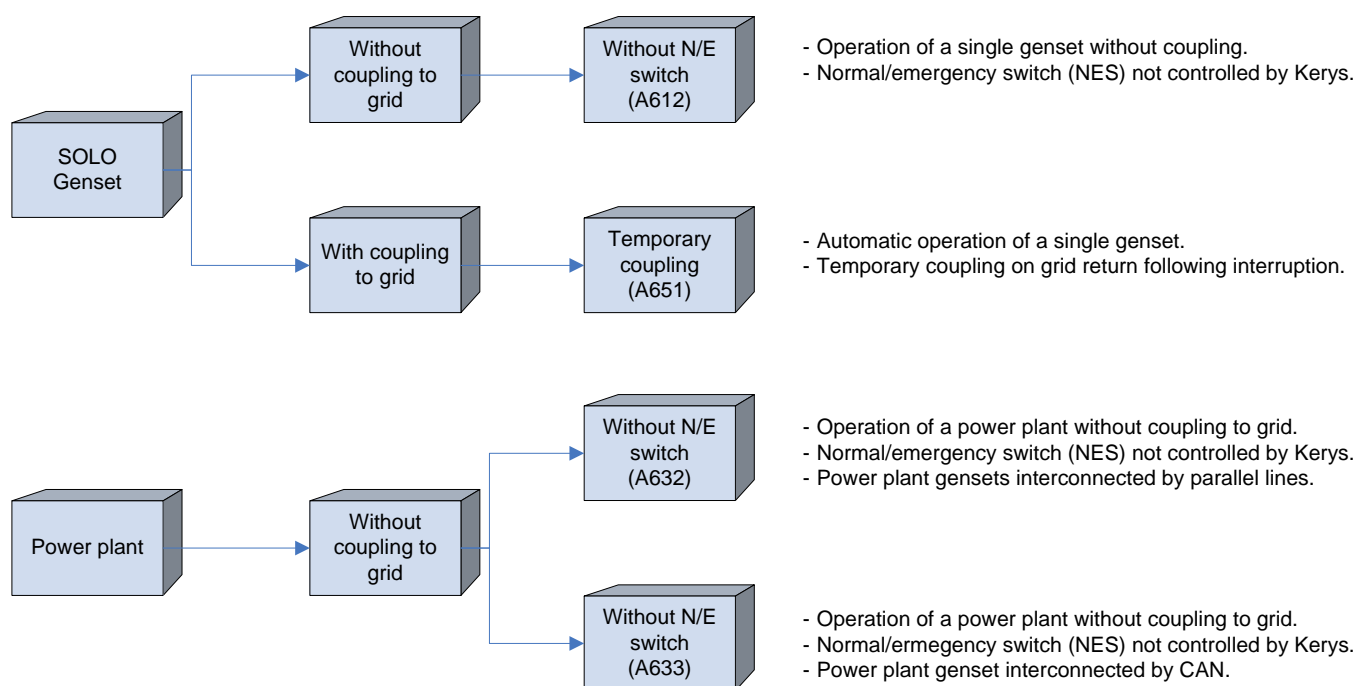 SOLO
Genset
Without
coupling to
grid
Without N/E
switch
(A612)
- Operation of a single genset without coupling.
- Normal/emergency switch (NES) not controlled by Kerys.
With coupling
to grid
Temporary
coupling
(A651)
- Automatic operation of a single genset.
- Temporary coupling on grid return following interruption.
Power plant
Without
coupling to
grid
Without N/E
switch
(A632)
- Operation of a power plant without coupling to grid.
- Normal/emergency switch (NES) not controlled by Kerys.
- Power plant gensets interconnected by parallel lines.
Without N/E
switch
(A633)
- Operation of a power plant without coupling to grid.
- Normal/ermegency switch (NES) not controlled by Kerys.
- Power plant genset interconnected by CAN.